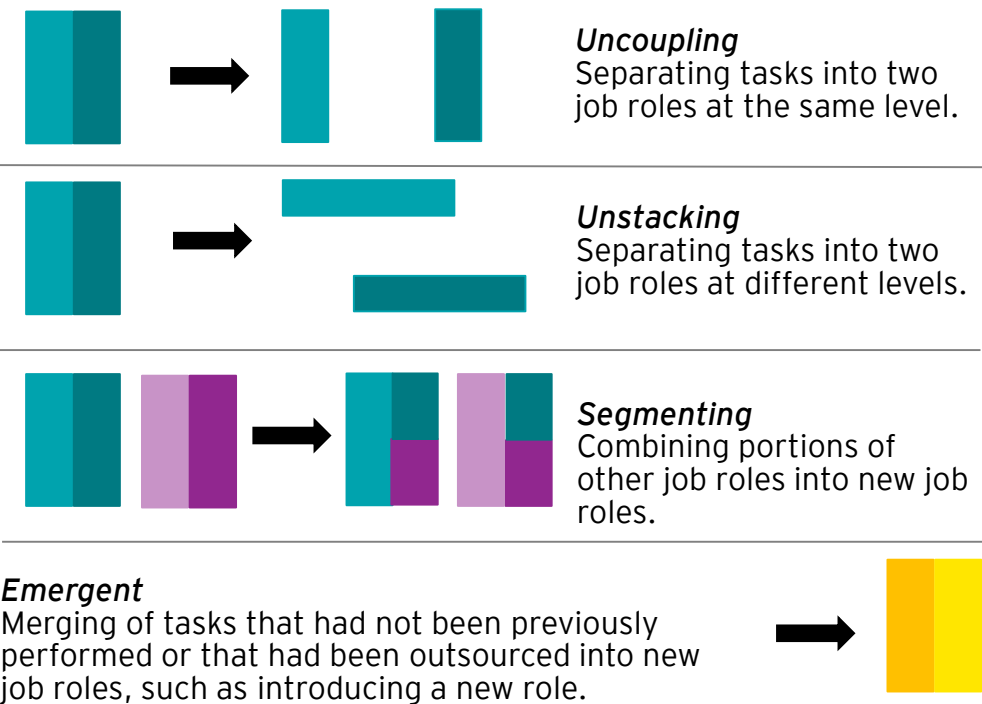 Uncoupling
Separating tasks into two
job roles at the same level.
Unstacking
Separating tasks into two
job roles at different levels.
Segmenting
Combining portions of
other job roles into new job
roles.
Emergent
Merging of tasks that had not been previously
performed or that had been outsourced into new
job roles, such as introducing a new role.